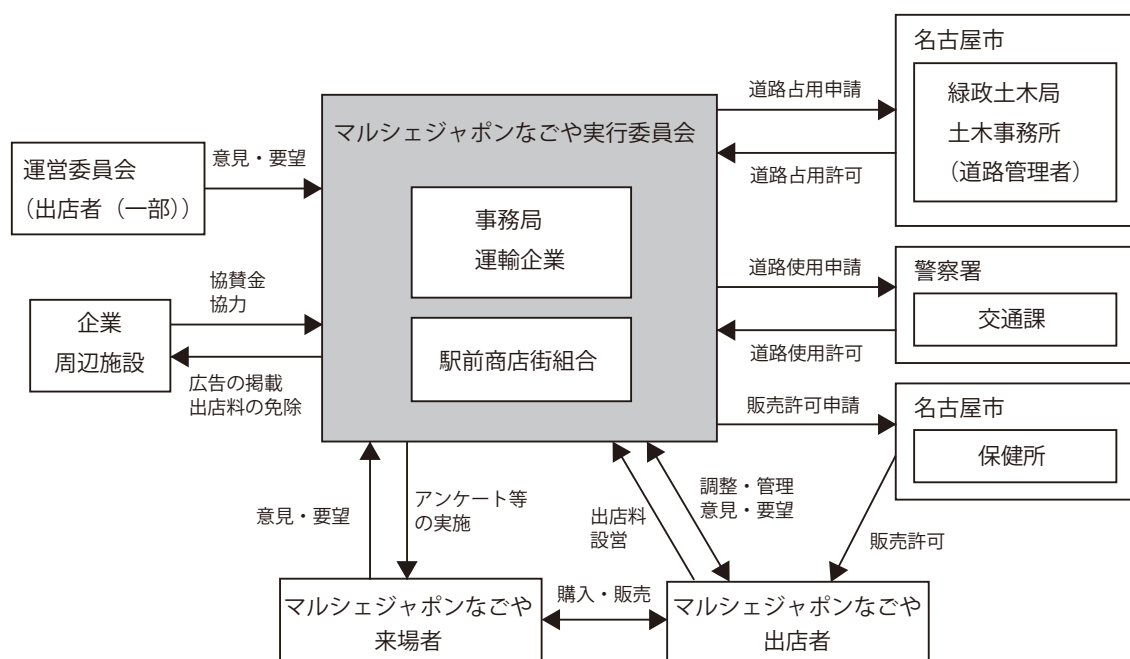 運営委員会
（出店者（一部））
意見・要望
企業
周辺施設
協賛金
協力
広告の掲載
出店料の免除
マルシェジャポンなごや実行委員会
事務局
運輸企業
駅前商店街組合
道路占用申請
道路占用許可
名古屋市
緑政土木局
土木事務所
（道路管理者）
道路使用申請
道路使用許可
警察署
交通課
販売許可申請
名古屋市
保健所
販売許可
意見・要望
アンケート等
の実施
出店料
設営
調整・管理
意見・要望
マルシェジャポンなごや
来場者
購入・販売
マルシェジャポンなごや
出店者